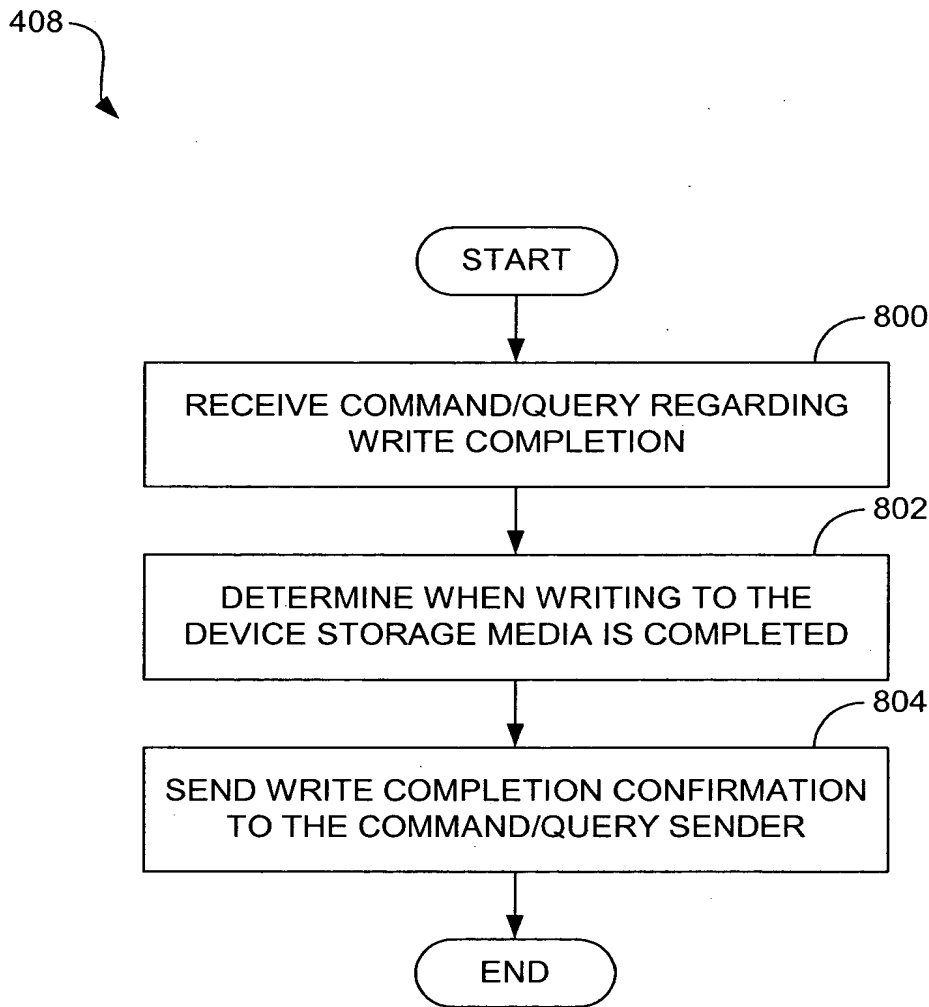 408
START
800
RECEIVE COMMAND/QUERY REGARDING
WRITE COMPLETION
802
DETERMINE WHEN WRITING TO THE
DEVICE STORAGE MEDIA IS COMPLETED
804
SEND WRITE COMPLETION CONFIRMATION
TO THE COMMAND/QUERY SENDER
END